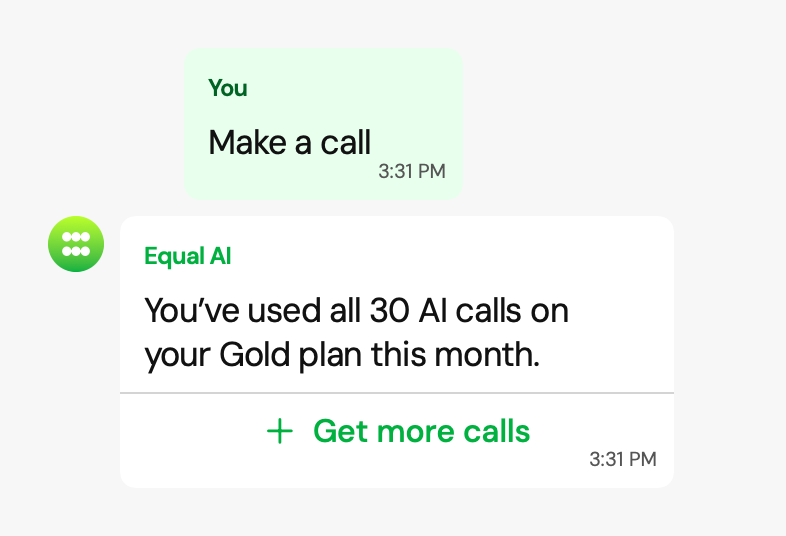 You
Make a call
3:31 PM
Equal AI
You’ve used all 30 AI calls on
your Gold plan this month.
+ Get more calls
3:31 PM